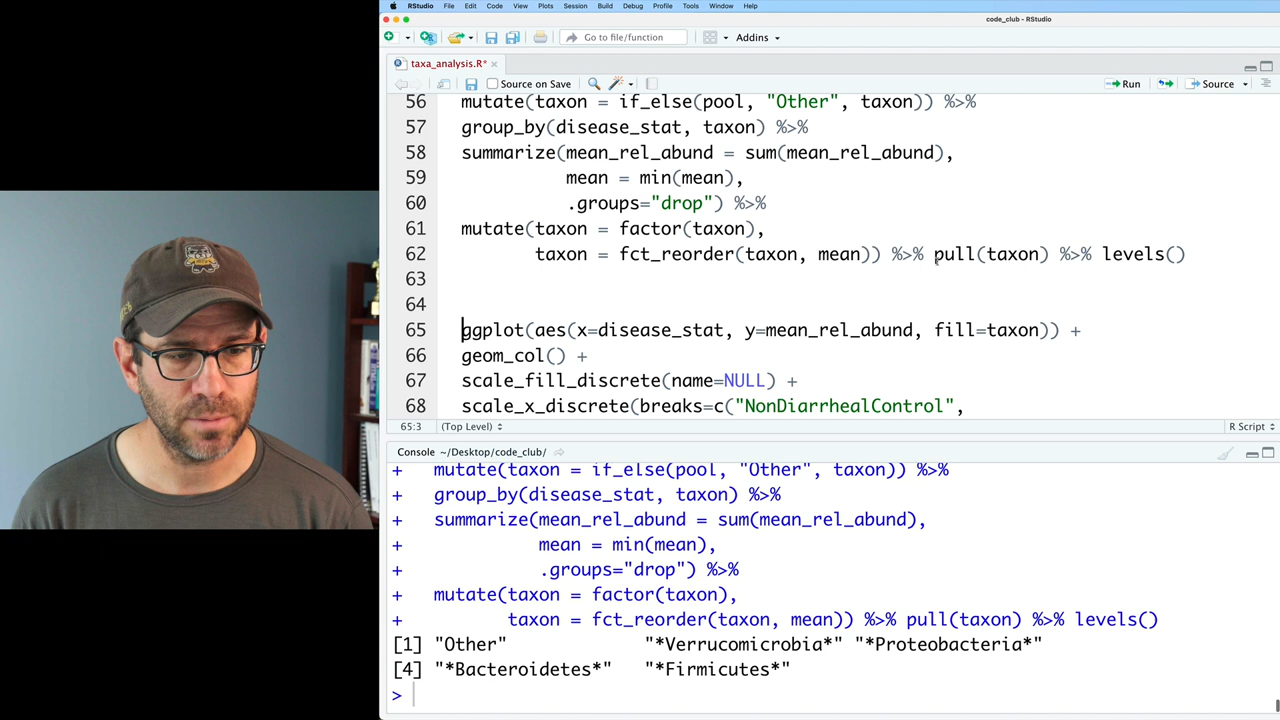 RStudio File Edit Code View Plots Session Build Debug Profile Tools Window Help
code_club - RStudio
Go to file/function Addins
taxa_analysis.R*
Source on Save Run Source
56 mutate(taxon = if_else(pool, "Other", taxon)) %>%
57 group_by(disease_stat, taxon) %>%
58 summarize(mean_rel_abund = sum(mean_rel_abund),
59 mean = min(mean),
60 .groups="drop") %>%
61 mutate(taxon = factor(taxon),
62 taxon = fct_reorder(taxon, mean)) %>% pull(taxon) %>% levels()
63
64
65 ggplot(aes(x=disease_stat, y=mean_rel_abund, fill=taxon)) +
66 geom_col() +
67 scale_fill_discrete(name=NULL) +
68 scale_x_discrete(breaks=c("NonDiarrhealControl",
65:3 (Top Level) R Script
Console ~/Desktop/code_club/
+ mutate(taxon = if_else(pool, "Other", taxon)) %>%
+ group_by(disease_stat, taxon) %>%
+ summarize(mean_rel_abund = sum(mean_rel_abund),
+ mean = min(mean),
+ .groups="drop") %>%
+ mutate(taxon = factor(taxon),
+ taxon = fct_reorder(taxon, mean)) %>% pull(taxon) %>% levels()
[1] "Other" "*Verrucomicrobia*" "*Proteobacteria*"
[4] "*Bacteroidetes*" "*Firmicutes*"
>